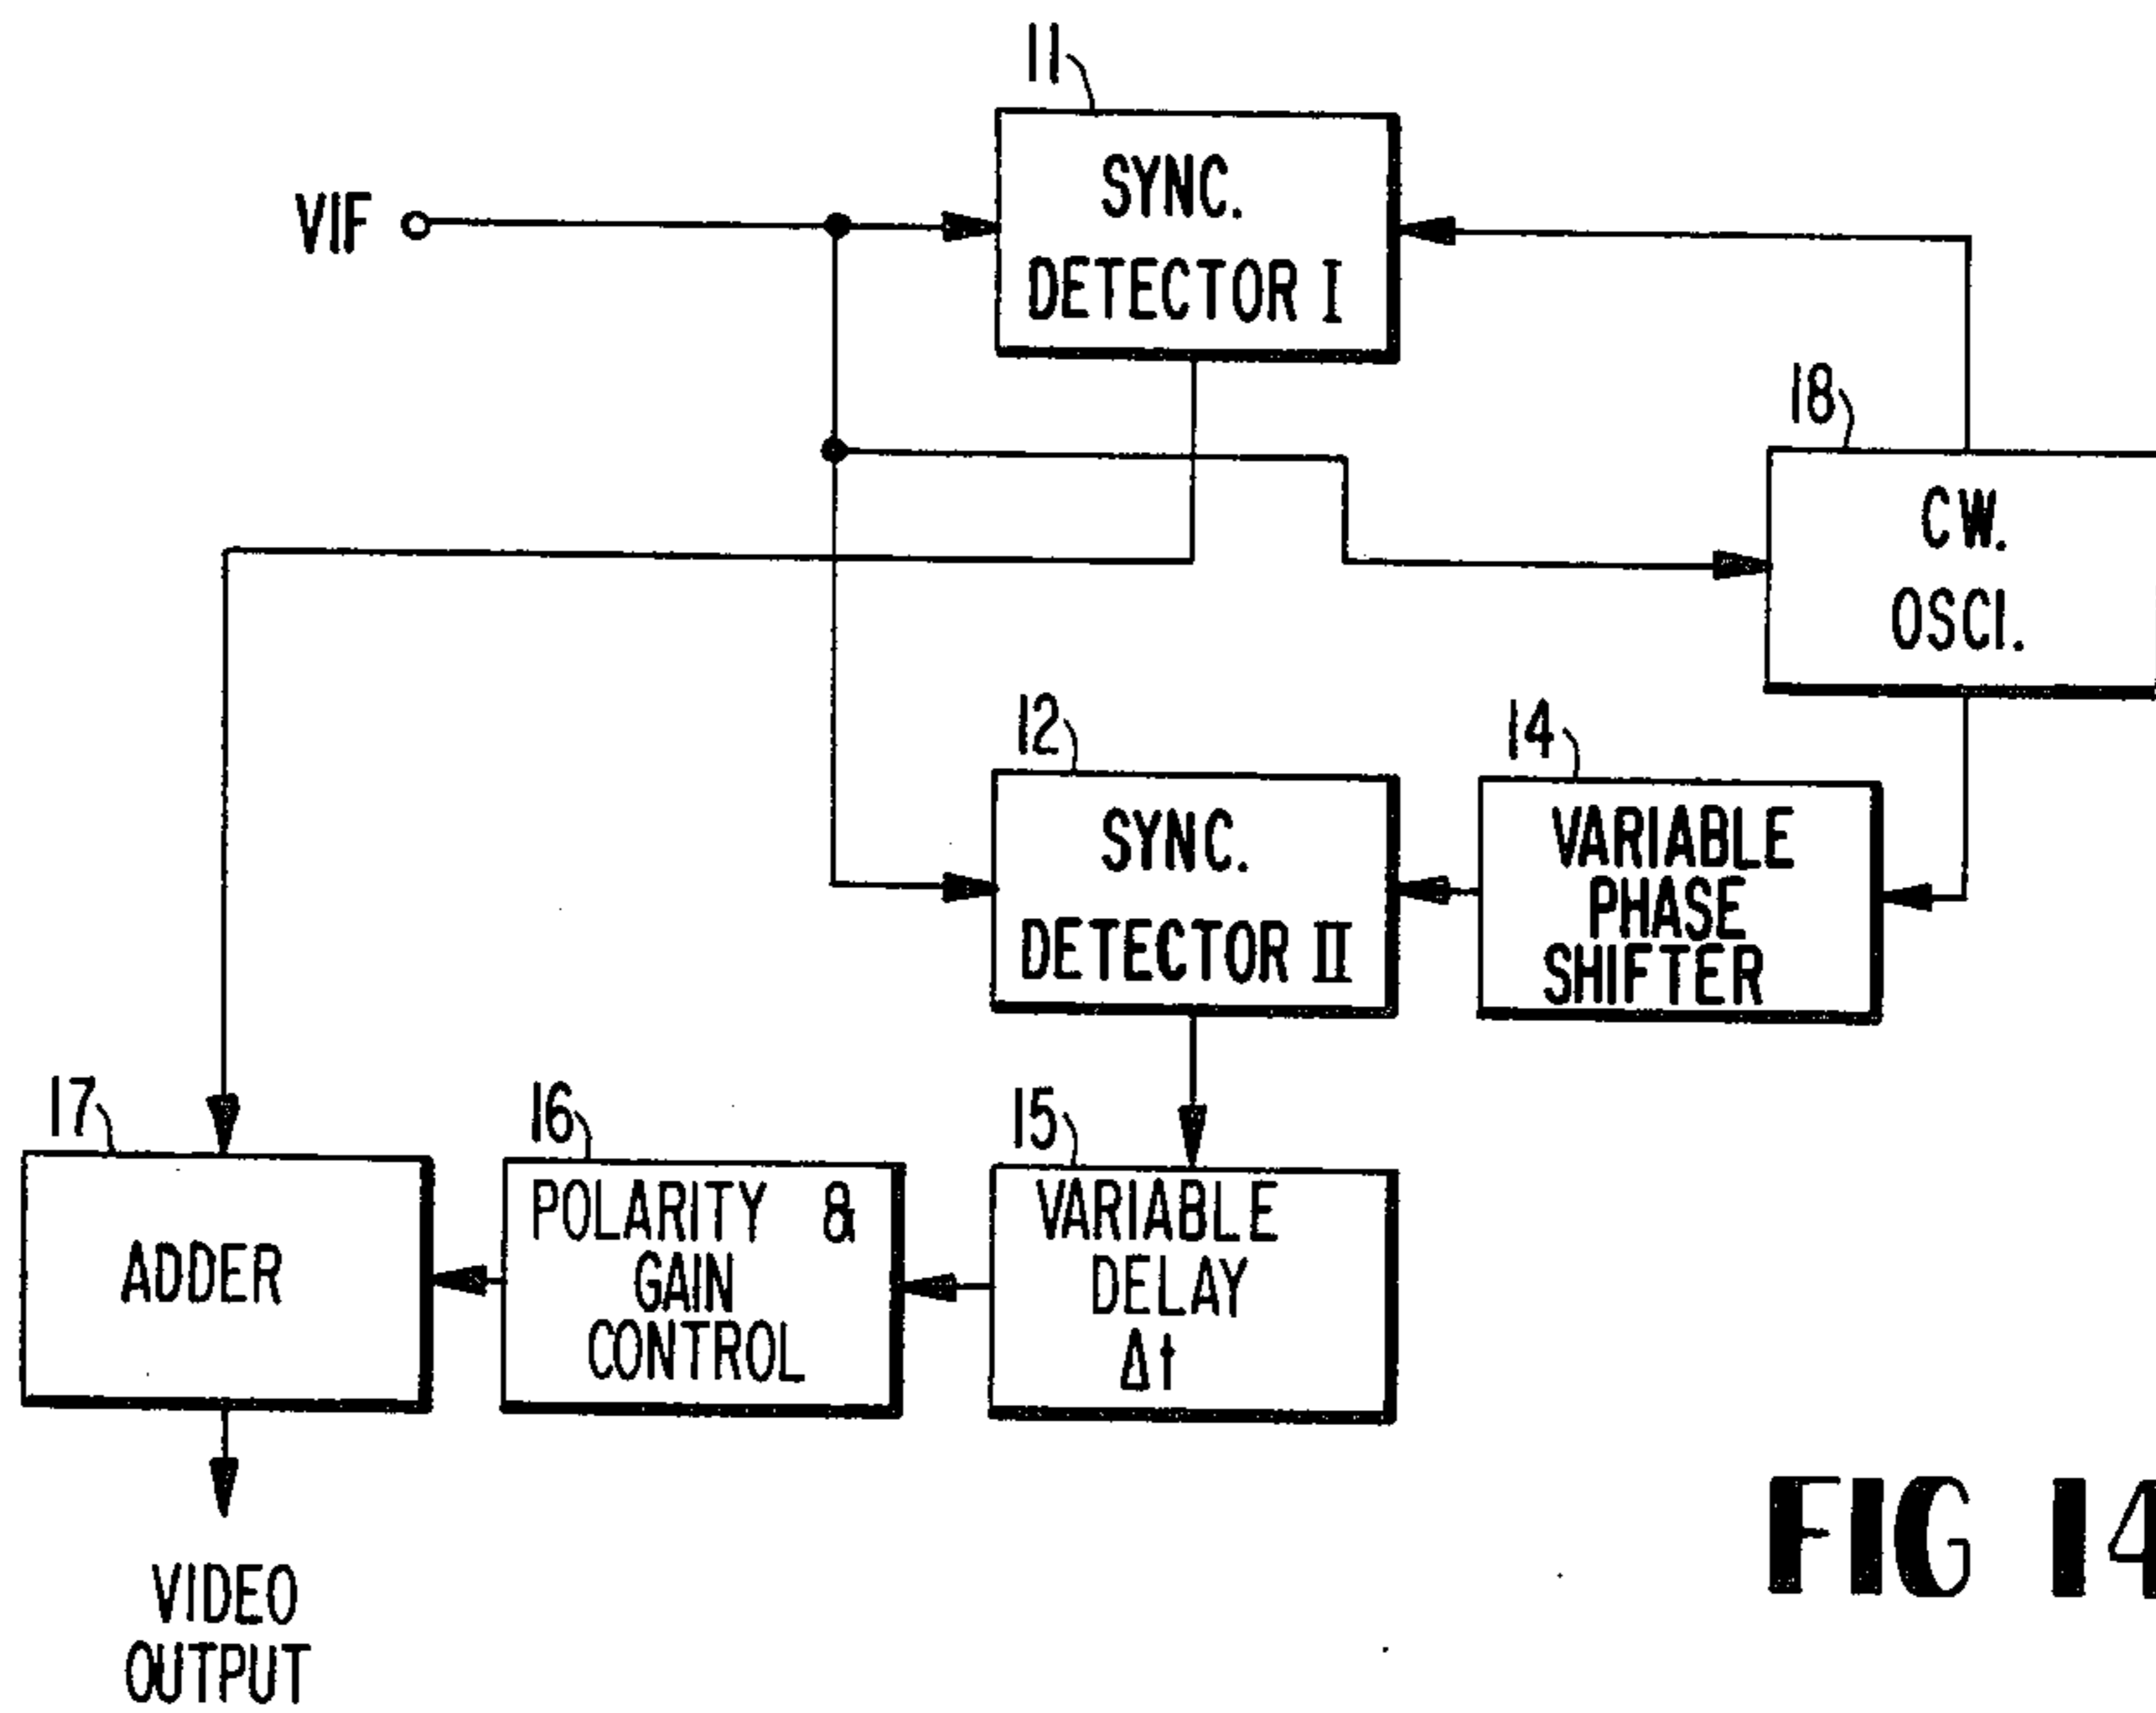 11
SYNC.
DETECTOR I
VIF
18
CW.
OSCI.
12
SYNC.
DETECTOR II
14
VARIABLE
PHASE
SHIFTER
17
ADDER
16
POLARITY &
GAIN
CONTROL
15
VARIABLE
DELAY
Δt
VIDEO
OUTPUT
FIG 14